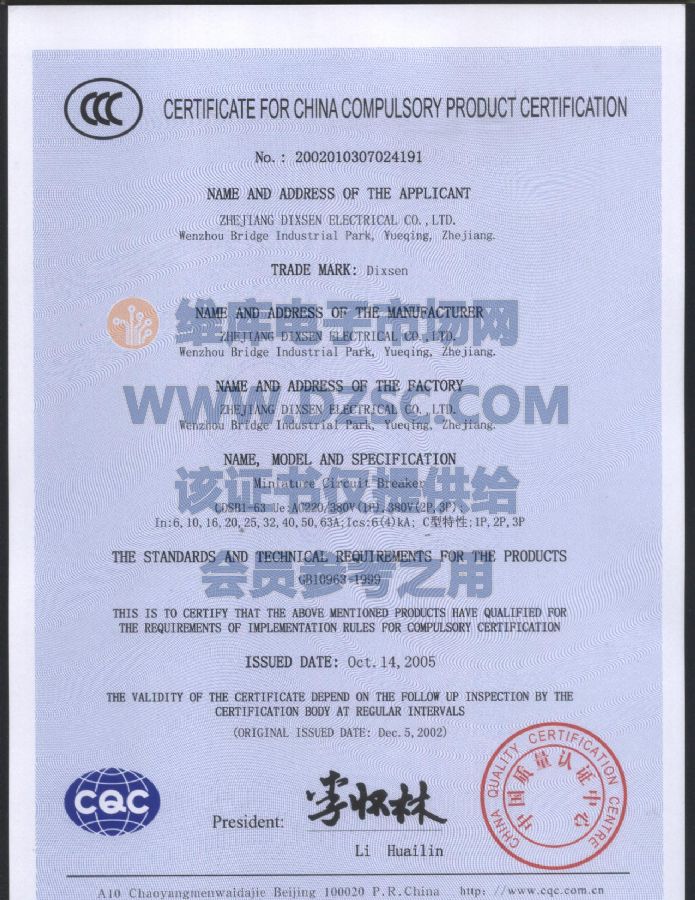 CCC
CERTIFICATE FOR CHINA COMPULSORY PRODUCT CERTIFICATION
No.: 2002010307024191
NAME AND ADDRESS OF THE APPLICANT
ZHEJIANG DIXSEN ELECTRICAL CO., LTD.
Wenzhou Bridge Industrial Park, Yueqing, Zhejiang.
TRADE MARK: Dixsen
维库电子市场网
NAME AND ADDRESS OF THE MANUFACTURER
ZHEJIANG DIXSEN ELECTRICAL CO., LTD.
Wenzhou Bridge Industrial Park, Yueqing, Zhejiang.
WWW.DZSC.COM
NAME AND ADDRESS OF THE FACTORY
ZHEJIANG DIXSEN ELECTRICAL CO., LTD.
Wenzhou Bridge Industrial Park, Yueqing, Zhejiang.
NAME, MODEL AND SPECIFICATION
该证书仅提供给
Miniature Circuit Breaker
CDSB1-63 Ue:AC220/380V(1P),380V(2P,3P);
In:6,10,16,20,25,32,40,50,63A;Ics:6(4)kA; C型特性;1P,2P,3P
THE STANDARDS AND TECHNICAL REQUIREMENTS FOR THE PRODUCTS
会员参考之用
GB10963-1999
THIS IS TO CERTIFY THAT THE ABOVE MENTIONED PRODUCTS HAVE QUALIFIED FOR
THE REQUIREMENTS OF IMPLEMENTATION RULES FOR COMPULSORY CERTIFICATION
ISSUED DATE: Oct.14,2005
THE VALIDITY OF THE CERTIFICATE DEPEND ON THE FOLLOW UP INSPECTION BY THE
CERTIFICATION BODY AT REGULAR INTERVALS
(ORIGINAL ISSUED DATE: Dec.5,2002)
CQC
President:
李怀林
Li Huailin
CHINA QUALITY CERTIFICATION CENTRE
中国质量认证中心
A10 Chaoyangmenwaidajie Beijing 100020 P.R.China http: //www.cqc.com.cn